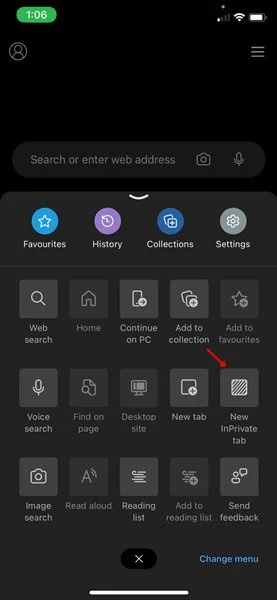 1:06
Search or enter web address
Favourites History Collections Settings
Web Home Continue Add to Add to
search on PC collection favourites
Voice Find on Desktop New tab New
search page site InPrivate
tab
Image Read aloud Reading Add to Send
search list reading list feedback
Change menu